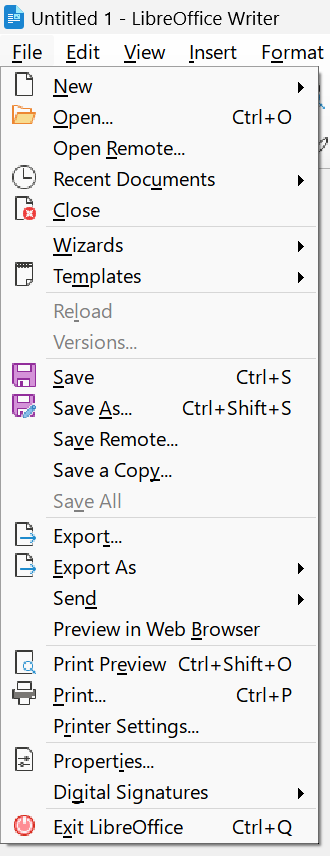 Untitled 1 - LibreOffice Writer
File Edit View Insert Format
New
Open... Ctrl+O
Open Remote...
Recent Documents
Close
Wizards
Templates
Reload
Versions...
Save Ctrl+S
Save As... Ctrl+Shift+S
Save Remote...
Save a Copy...
Save All
Export...
Export As
Send
Preview in Web Browser
Print Preview Ctrl+Shift+O
Print... Ctrl+P
Printer Settings...
Properties...
Digital Signatures
Exit LibreOffice Ctrl+Q